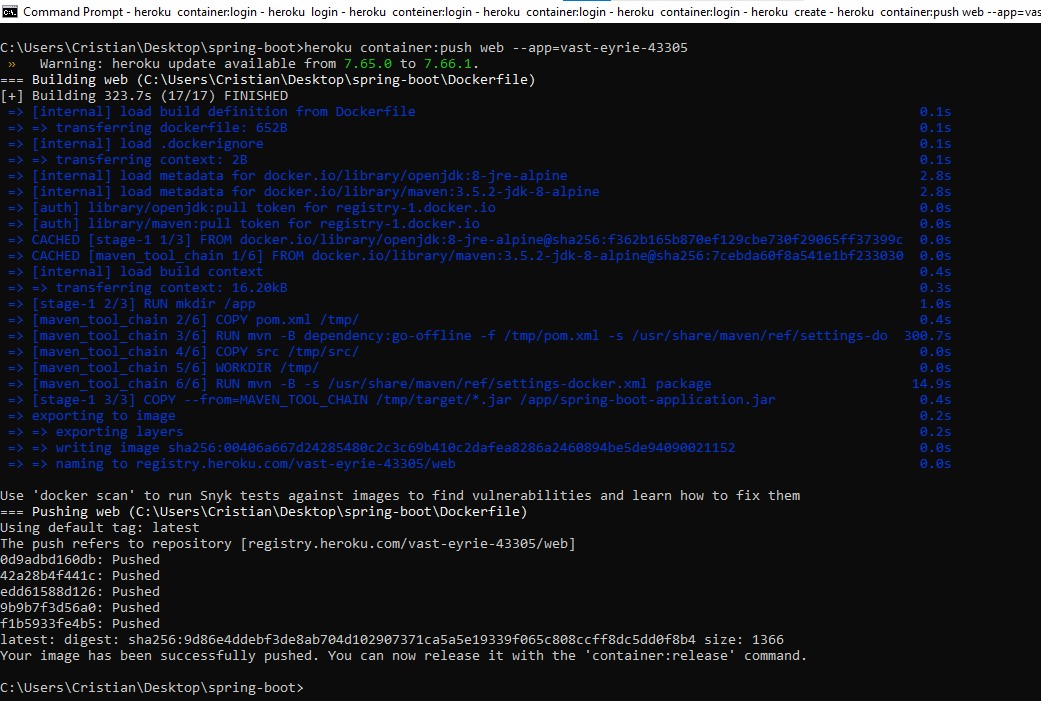 Command Prompt - heroku container:login - heroku login - heroku conteiner:login - heroku container:login - heroku container:login - heroku create - heroku container:push web --app=vas
C:\Users\Cristian\Desktop\spring-boot>heroku container:push web --app=vast-eyrie-43305
» Warning: heroku update available from 7.65.0 to 7.66.1.
=== Building web (C:\Users\Cristian\Desktop\spring-boot\Dockerfile)
[+] Building 323.7s (17/17) FINISHED
=> [internal] load build definition from Dockerfile 0.1s
=> => transferring dockerfile: 652B 0.1s
=> [internal] load .dockerignore 0.1s
=> => transferring context: 2B 0.1s
=> [internal] load metadata for docker.io/library/openjdk:8-jre-alpine 2.8s
=> [internal] load metadata for docker.io/library/maven:3.5.2-jdk-8-alpine 2.8s
=> [auth] library/openjdk:pull token for registry-1.docker.io 0.0s
=> [auth] library/maven:pull token for registry-1.docker.io 0.0s
=> CACHED [stage-1 1/3] FROM docker.io/library/openjdk:8-jre-alpine@sha256:f362b165b870ef129cbe730f29065ff37399c 0.0s
=> CACHED [maven_tool_chain 1/6] FROM docker.io/library/maven:3.5.2-jdk-8-alpine@sha256:7cebda60f8a541e1bf233030 0.0s
=> [internal] load build context 0.4s
=> => transferring context: 16.20kB 0.3s
=> [stage-1 2/3] RUN mkdir /app 1.0s
=> [maven_tool_chain 2/6] COPY pom.xml /tmp/ 0.4s
=> [maven_tool_chain 3/6] RUN mvn -B dependency:go-offline -f /tmp/pom.xml -s /usr/share/maven/ref/settings-do 300.7s
=> [maven_tool_chain 4/6] COPY src /tmp/src/ 0.0s
=> [maven_tool_chain 5/6] WORKDIR /tmp/ 0.0s
=> [maven_tool_chain 6/6] RUN mvn -B -s /usr/share/maven/ref/settings-docker.xml package 14.9s
=> [stage-1 3/3] COPY --from=MAVEN_TOOL_CHAIN /tmp/target/*.jar /app/spring-boot-application.jar 0.4s
=> exporting to image 0.2s
=> => exporting layers 0.2s
=> => writing image sha256:00406a667d24285480c2c3c69b410c2dafea8286a2460894be5de94090021152 0.0s
=> => naming to registry.heroku.com/vast-eyrie-43305/web 0.0s
Use 'docker scan' to run Snyk tests against images to find vulnerabilities and learn how to fix them
=== Pushing web (C:\Users\Cristian\Desktop\spring-boot\Dockerfile)
Using default tag: latest
The push refers to repository [registry.heroku.com/vast-eyrie-43305/web]
0d9adbd160db: Pushed
42a28b4f441c: Pushed
edd61588d126: Pushed
9b9b7f3d56a0: Pushed
f1b5933fe4b5: Pushed
latest: digest: sha256:9d86e4ddebf3de8ab704d102907371ca5a5e19339f065c808ccff8dc5dd0f8b4 size: 1366
Your image has been successfully pushed. You can now release it with the 'container:release' command.
C:\Users\Cristian\Desktop\spring-boot>